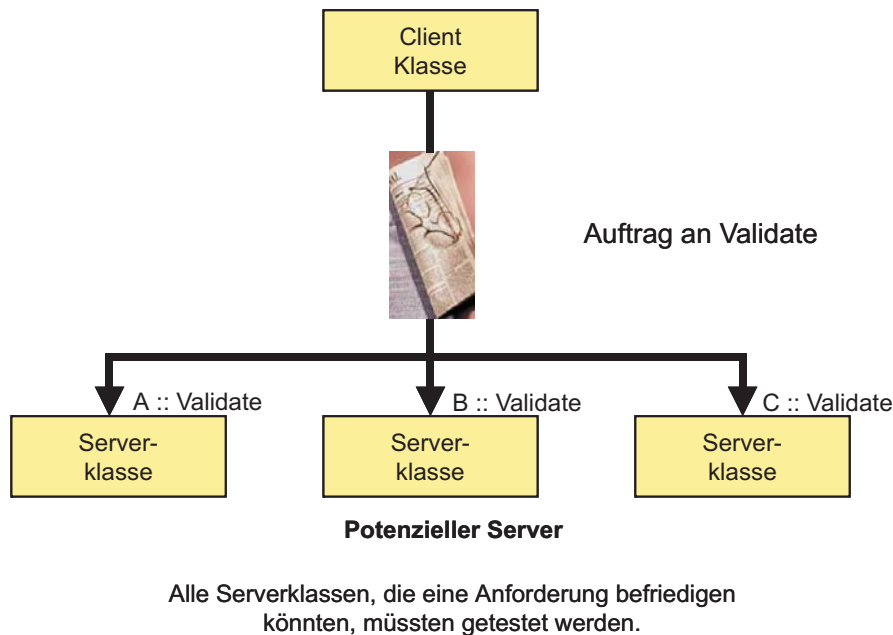 Client
Klasse
Auftrag an Validate
A :: Validate
B :: Validate
C :: Validate
Server-
klasse
Server-
klasse
Server-
klasse
Potenzieller Server
Alle Serverklassen, die eine Anforderung befriedigen
könnten, müssten getestet werden.